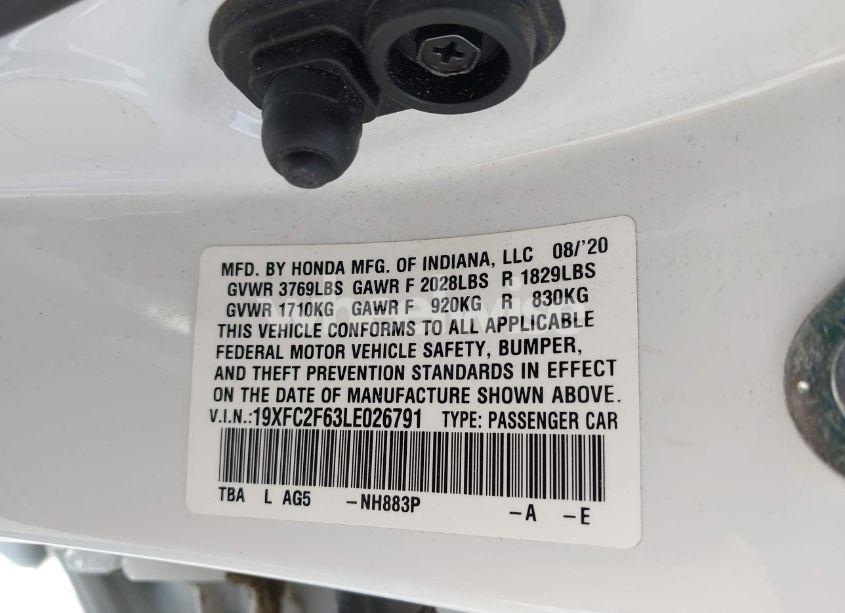 MFD. BY HONDA MFG. OF INDIANA, LLC 08/'20
GVWR 3769LBS GAWR F 2028LBS R 1829LBS
GVWR 1710KG GAWR F 920KG R 830KG
THIS VEHICLE CONFORMS TO ALL APPLICABLE
FEDERAL MOTOR VEHICLE SAFETY, BUMPER,
AND THEFT PREVENTION STANDARDS IN EFFECT
ON THE DATE OF MANUFACTURE SHOWN ABOVE.
V.I.N.:19XFC2F63LE026791 TYPE: PASSENGER CAR
TBA L AG5 –NH883P –A –E